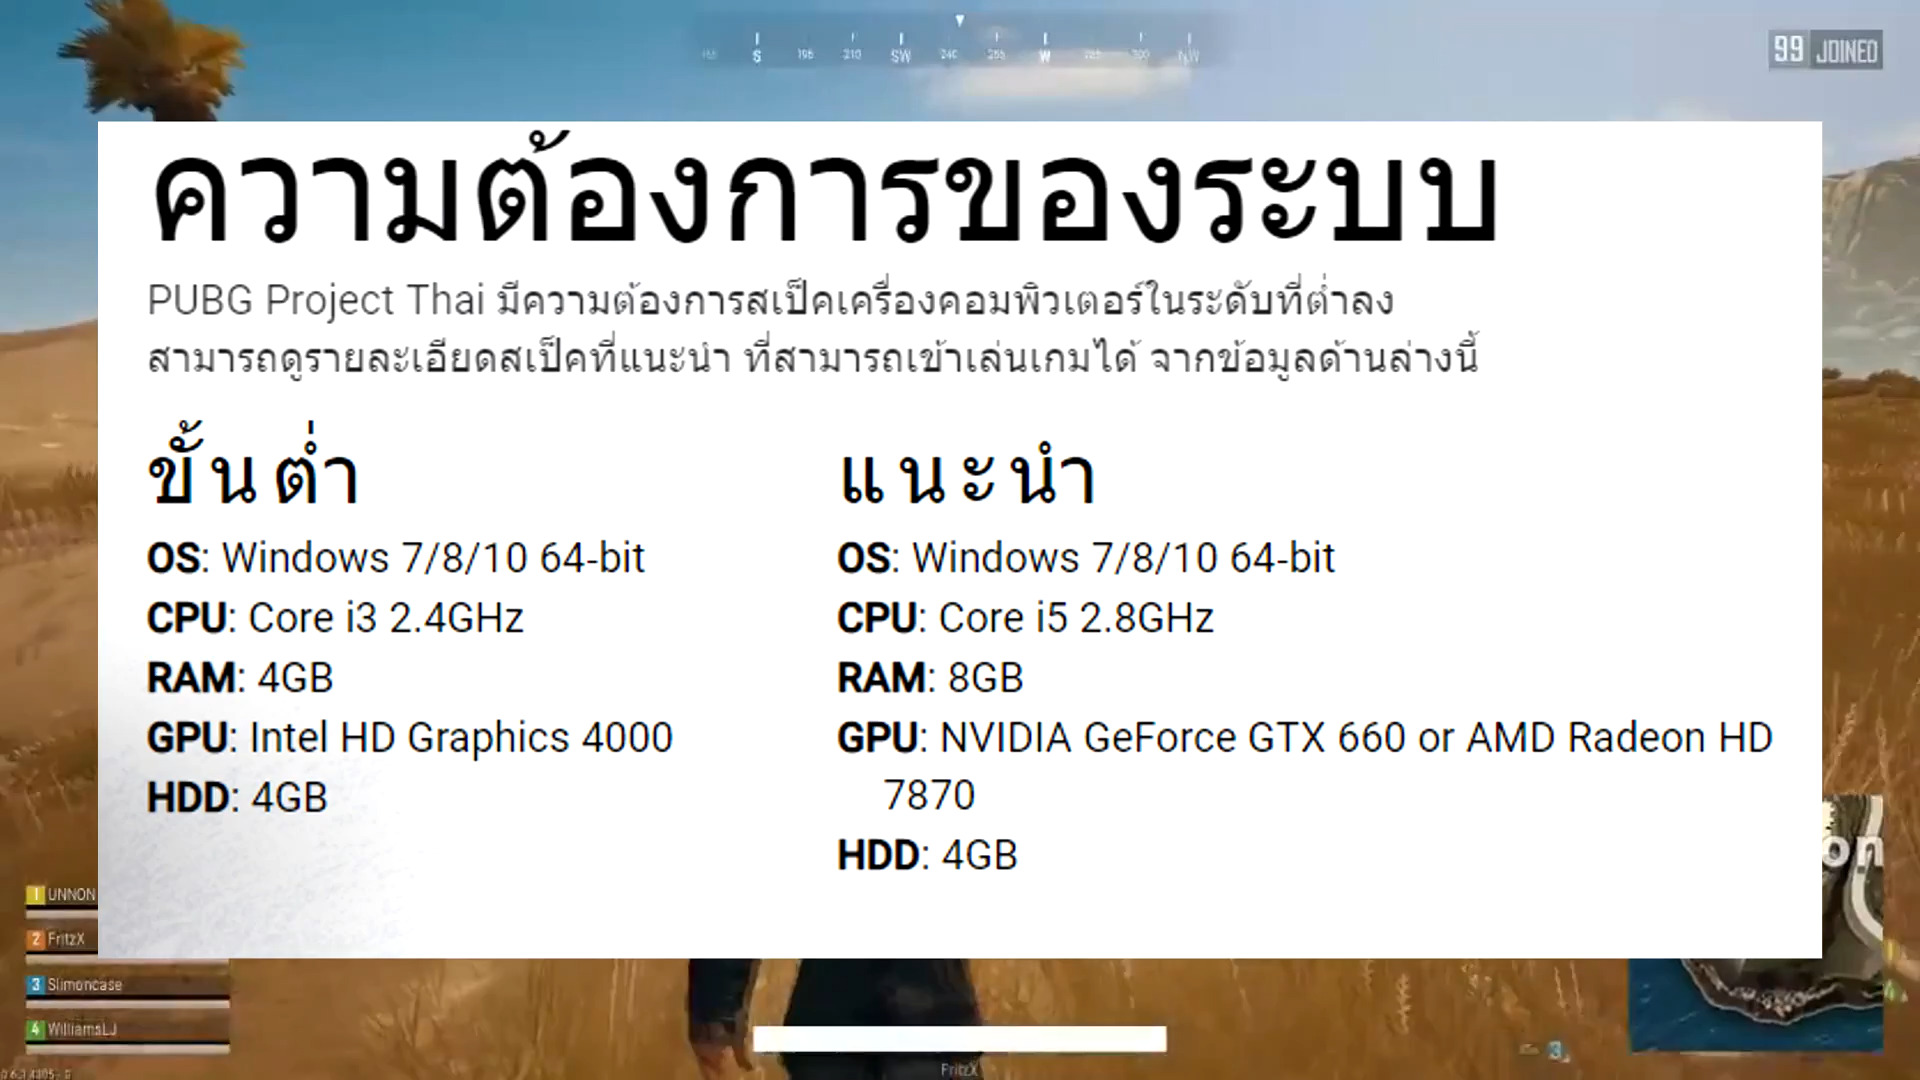 S 195 210 SW 240 255 W 285 300 NW
99 JOINED
ความต้องการของระบบ
PUBG Project Thai มีความต้องการสเป็คเครื่องคอมพิวเตอร์ในระดับที่ต่ำลง
สามารถดูรายละเอียดสเป็คที่แนะนำ ที่สามารถเข้าเล่นเกมได้ จากข้อมูลด้านล่างนี้
ขั้นต่ำ
OS: Windows 7/8/10 64-bit
CPU: Core i3 2.4GHz
RAM: 4GB
GPU: Intel HD Graphics 4000
HDD: 4GB
แนะนำ
OS: Windows 7/8/10 64-bit
CPU: Core i5 2.8GHz
RAM: 8GB
GPU: NVIDIA GeForce GTX 660 or AMD Radeon HD
7870
HDD: 4GB
on
1 UNNON
2 FritzX
3 Slimoncase
4 WilliamsLJ
3
FritzX